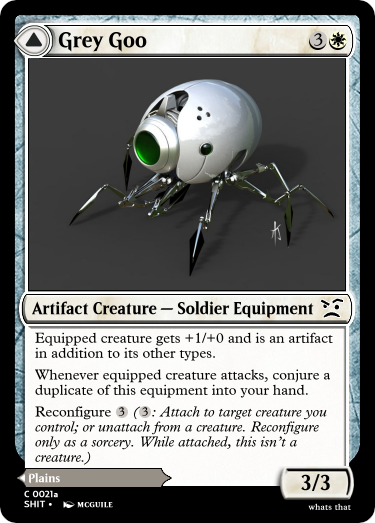 Grey Goo 3
Artifact Creature — Soldier Equipment
Equipped creature gets +1/+0 and is an artifact
in addition to its other types.
Whenever equipped creature attacks, conjure a
duplicate of this equipment into your hand.
Reconfigure 3 (3: Attach to target creature you
control; or unattach from a creature. Reconfigure
only as a sorcery. While attached, this isn't a
creature.)
Plains
3/3
C 0021a
SHIT • MCGUILE
whats that